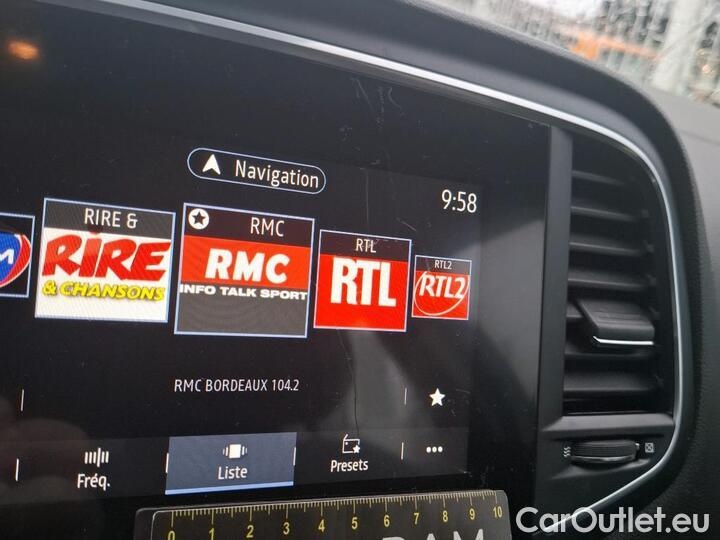 Navigation
9:58
M
RIRE &
RIRE
& CHANSONS
RMC
RMC
INFO TALK SPORT
RTL
RTL
RTL2
RTL2
RMC BORDEAUX 104.2
Fréq.
Liste
Presets
0 1 2 3 4 5 6 7 8 9 10
CarOutlet.eu